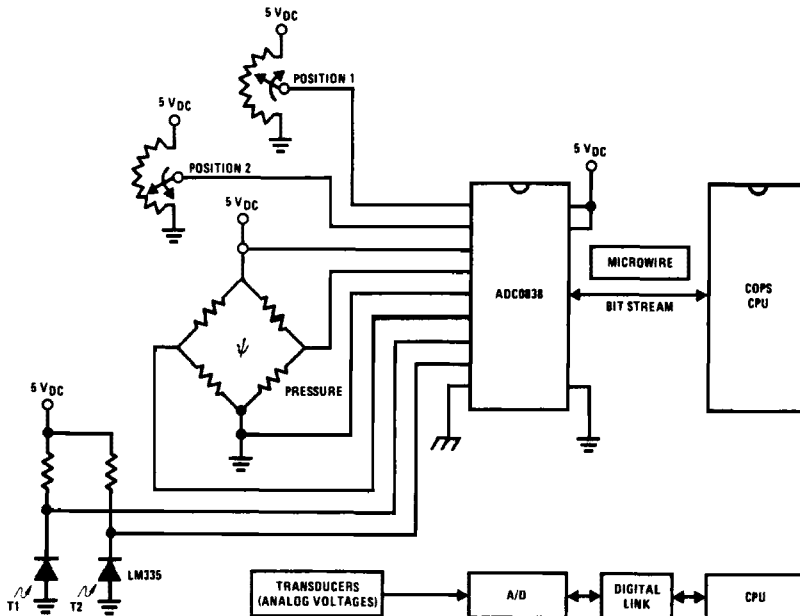 5 VDC
POSITION 1
5 VDC
POSITION 2
5 VDC
5 VDC
MICROWIRE
ADC0838
COPS
CPU
BIT STREAM
ψ
PRESSURE
5 VDC
T1
T2
LM335
TRANSDUCERS
(ANALOG VOLTAGES)
A/D
DIGITAL
LINK
CPU